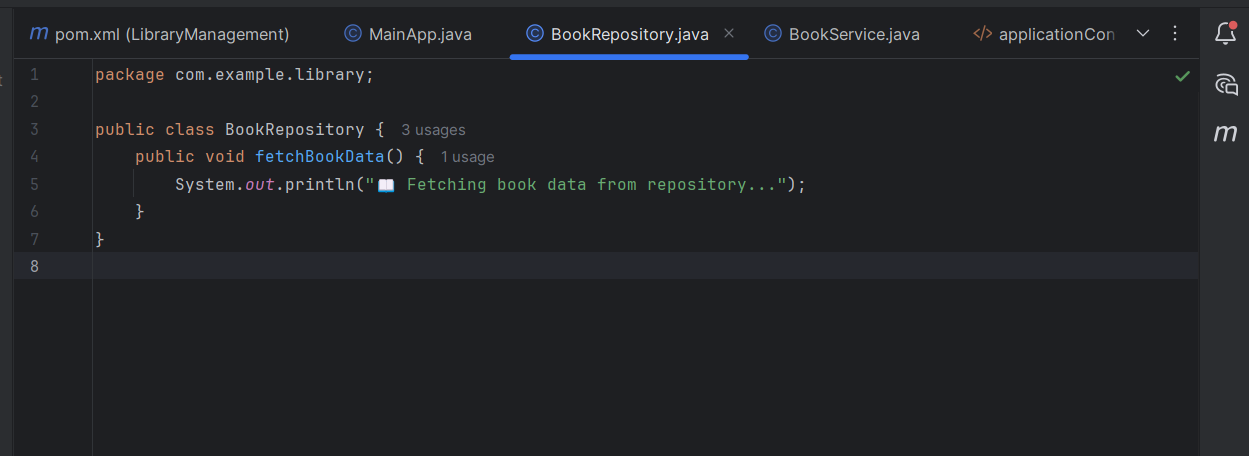 m pom.xml (LibraryManagement) © MainApp.java © BookRepository.java × © BookService.java </> applicationCon
1 package com.example.library;
2
3 public class BookRepository { 3 usages
4 public void fetchBookData() { 1 usage
5 System.out.println("📖 Fetching book data from repository...");
6 }
7 }
8
m